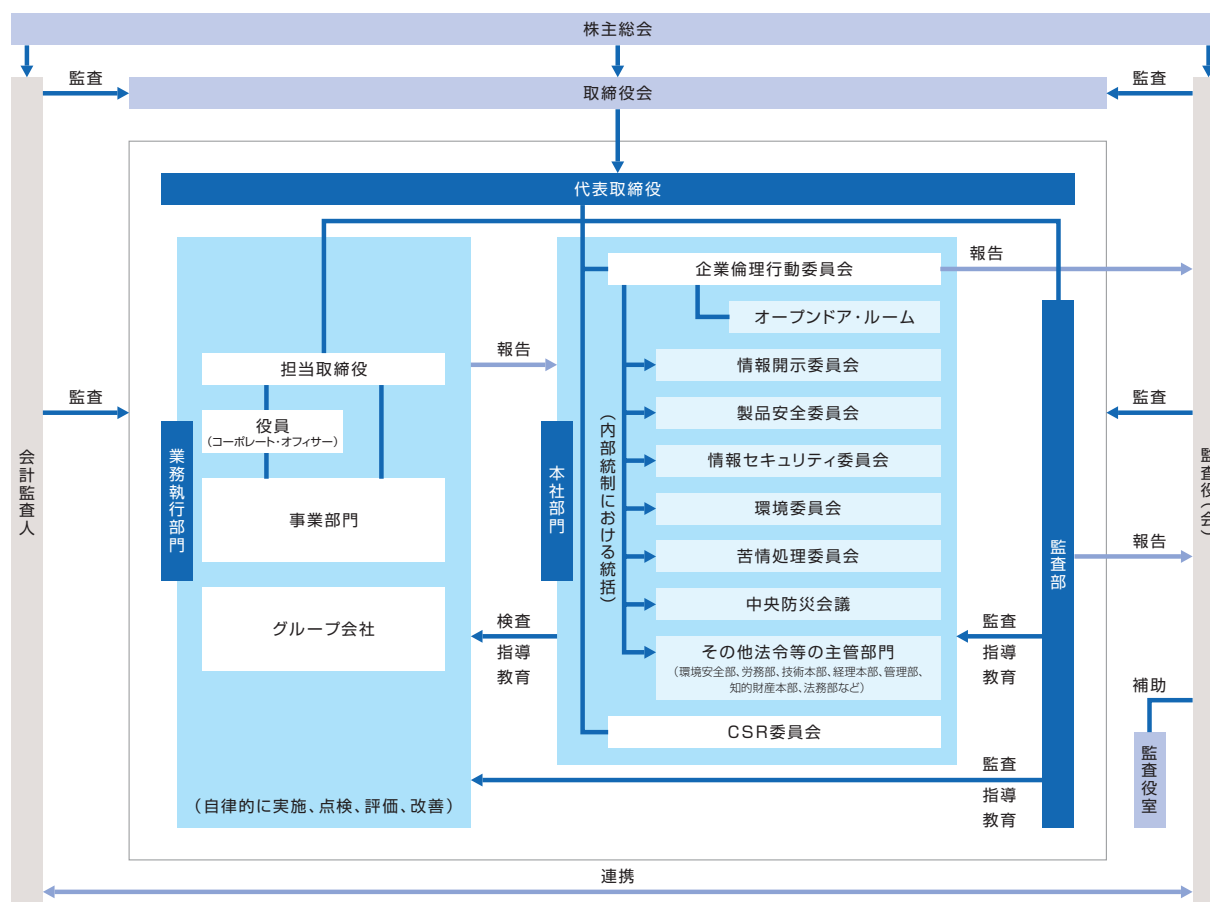 株主総会
監査
取締役会
監査
代表取締役
企業倫理行動委員会
報告
オープンドア・ルーム
報告
担当取締役
情報開示委員会
監査
役員
(コーポレート・オフィサー)
製品安全委員会
監査
会計監査人
業務執行部門
本社部門
(内部統制における統括)
情報セキュリティ委員会
監査役(会)
事業部門
環境委員会
監査部
報告
苦情処理委員会
グループ会社
中央防災会議
検査
指導
教育
その他法令等の主管部門
(環境安全部、労務部、技術本部、経理本部、管理部、
知的財産本部、法務部など)
監査
指導
教育
補助
CSR委員会
監査役室
監査
指導
教育
(自律的に実施、点検、評価、改善)
連携